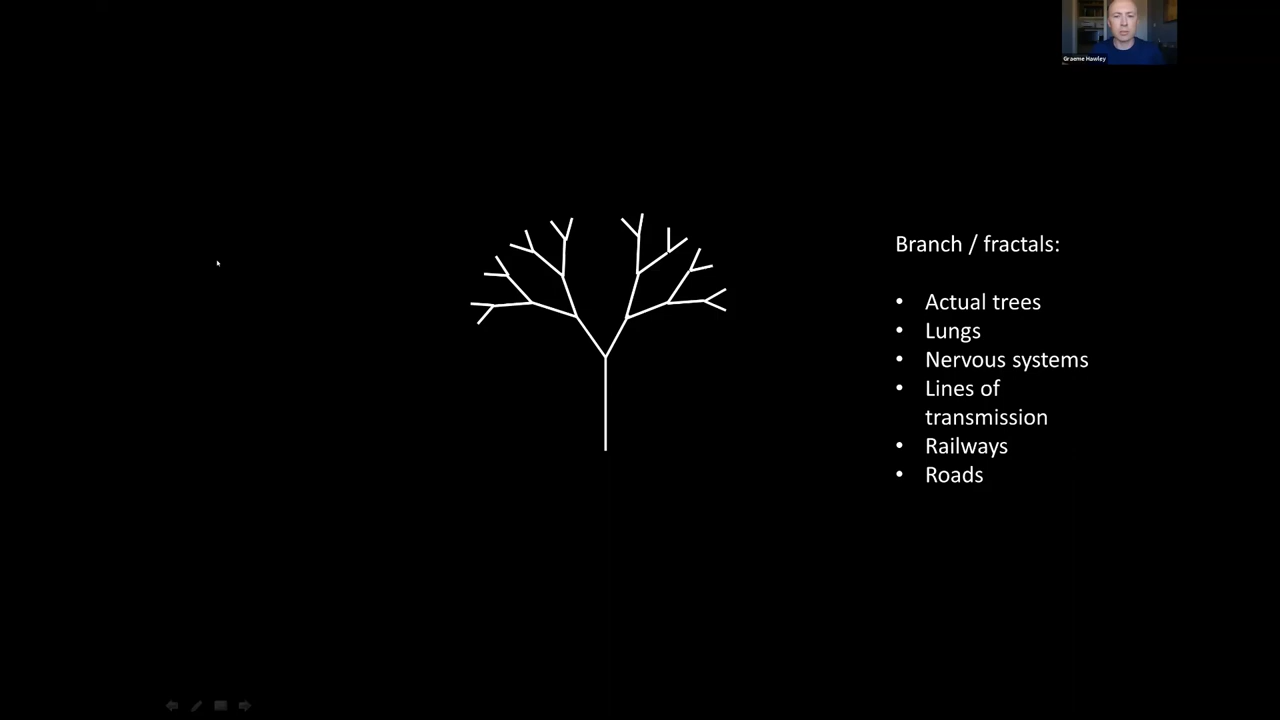 Graeme Hawley
Branch / fractals:
• Actual trees
• Lungs
• Nervous systems
• Lines of
transmission
• Railways
• Roads